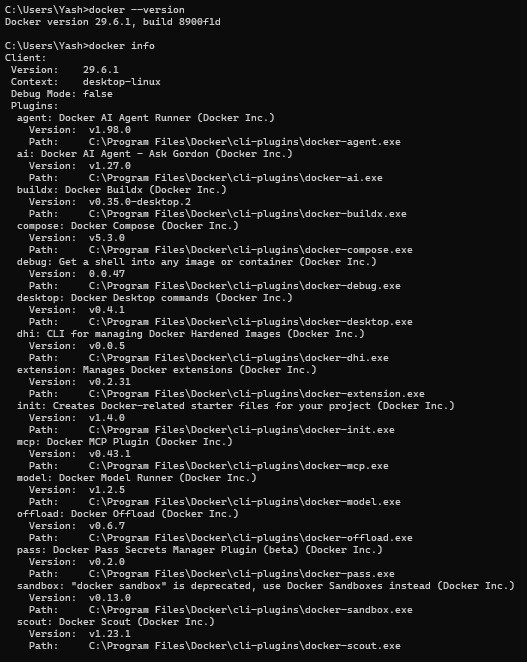 C:\Users\Yash>docker --version
Docker version 29.6.1, build 8900f1d

C:\Users\Yash>docker info
Client:
 Version:    29.6.1
 Context:    desktop-linux
 Debug Mode: false
 Plugins:
  agent: Docker AI Agent Runner (Docker Inc.)
    Version:  v1.98.0
    Path:     C:\Program Files\Docker\cli-plugins\docker-agent.exe
  ai: Docker AI Agent - Ask Gordon (Docker Inc.)
    Version:  v1.27.0
    Path:     C:\Program Files\Docker\cli-plugins\docker-ai.exe
  buildx: Docker Buildx (Docker Inc.)
    Version:  v0.35.0-desktop.2
    Path:     C:\Program Files\Docker\cli-plugins\docker-buildx.exe
  compose: Docker Compose (Docker Inc.)
    Version:  v5.3.0
    Path:     C:\Program Files\Docker\cli-plugins\docker-compose.exe
  debug: Get a shell into any image or container (Docker Inc.)
    Version:  0.0.47
    Path:     C:\Program Files\Docker\cli-plugins\docker-debug.exe
  desktop: Docker Desktop commands (Docker Inc.)
    Version:  v0.4.1
    Path:     C:\Program Files\Docker\cli-plugins\docker-desktop.exe
  dhi: CLI for managing Docker Hardened Images (Docker Inc.)
    Version:  v0.0.5
    Path:     C:\Program Files\Docker\cli-plugins\docker-dhi.exe
  extension: Manages Docker extensions (Docker Inc.)
    Version:  v0.2.31
    Path:     C:\Program Files\Docker\cli-plugins\docker-extension.exe
  init: Creates Docker-related starter files for your project (Docker Inc.)
    Version:  v1.4.0
    Path:     C:\Program Files\Docker\cli-plugins\docker-init.exe
  mcp: Docker MCP Plugin (Docker Inc.)
    Version:  v0.43.1
    Path:     C:\Program Files\Docker\cli-plugins\docker-mcp.exe
  model: Docker Model Runner (Docker Inc.)
    Version:  v1.2.5
    Path:     C:\Program Files\Docker\cli-plugins\docker-model.exe
  offload: Docker Offload (Docker Inc.)
    Version:  v0.6.7
    Path:     C:\Program Files\Docker\cli-plugins\docker-offload.exe
  pass: Docker Pass Secrets Manager Plugin (beta) (Docker Inc.)
    Version:  v0.2.0
    Path:     C:\Program Files\Docker\cli-plugins\docker-pass.exe
  sandbox: "docker sandbox" is deprecated, use Docker Sandboxes instead (Docker Inc.)
    Version:  v0.13.0
    Path:     C:\Program Files\Docker\cli-plugins\docker-sandbox.exe
  scout: Docker Scout (Docker Inc.)
    Version:  v1.23.1
    Path:     C:\Program Files\Docker\cli-plugins\docker-scout.exe